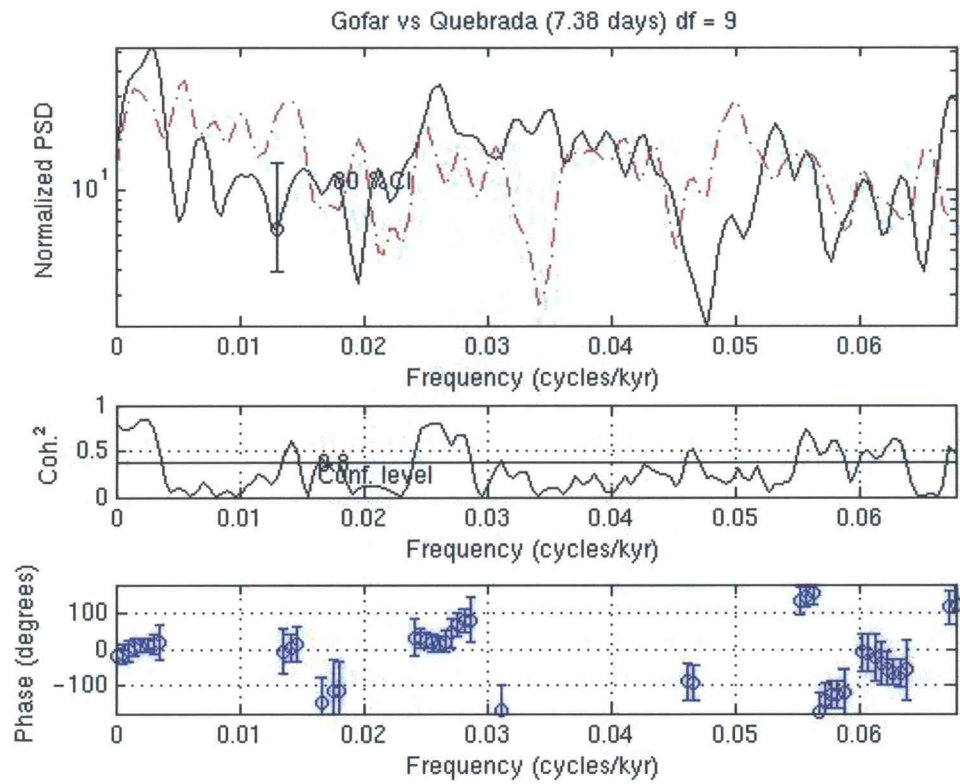 Gofar vs Quebrada (7.38 days) df = 9
Normalized PSD
10¹
80 % CI
0 0.01 0.02 0.03 0.04 0.05 0.06
Frequency (cycles/kyr)
Coh.²
1
0.5
0
0.8
Conf. level
0 0.01 0.02 0.03 0.04 0.05 0.06
Frequency (cycles/kyr)
Phase (degrees)
100
0
-100
0 0.01 0.02 0.03 0.04 0.05 0.06
Frequency (cycles/kyr)